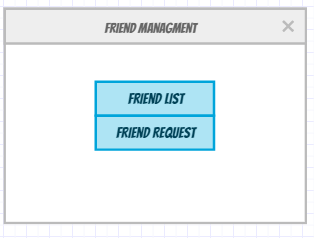 FRIEND MANAGMENT
FRIEND LIST
FRIEND REQUEST